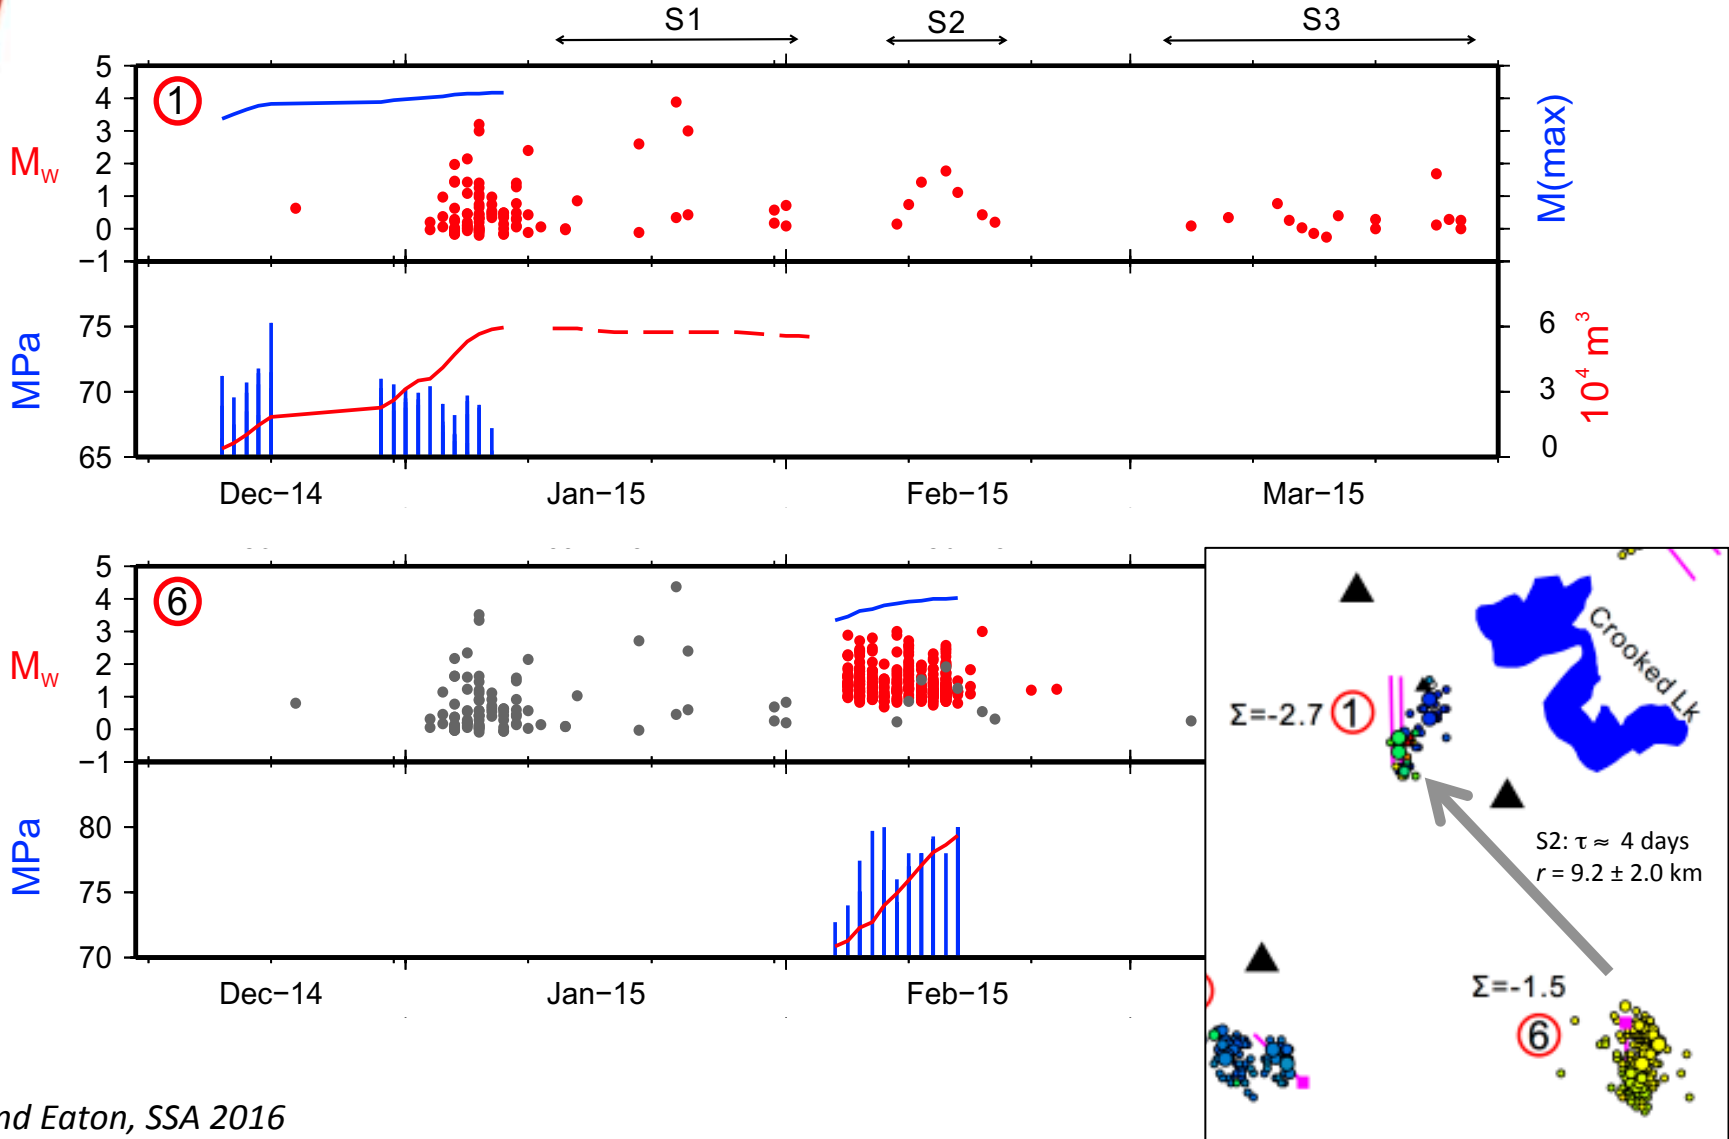 S1 S2 S3
5
4
3
2
1
0
−1
1
Mw
M(max)
75
70
65
MPa
6
3
0
10⁴ m³
Dec−14 Jan−15 Feb−15 Mar−15
5
4
3
2
1
0
−1
6
Mw
80
75
70
MPa
Dec−14 Jan−15 Feb−15
Crooked Lk
Σ=-2.7 1
S2: τ ≈ 4 days
r = 9.2 ± 2.0 km
Σ=-1.5
6
nd Eaton, SSA 2016